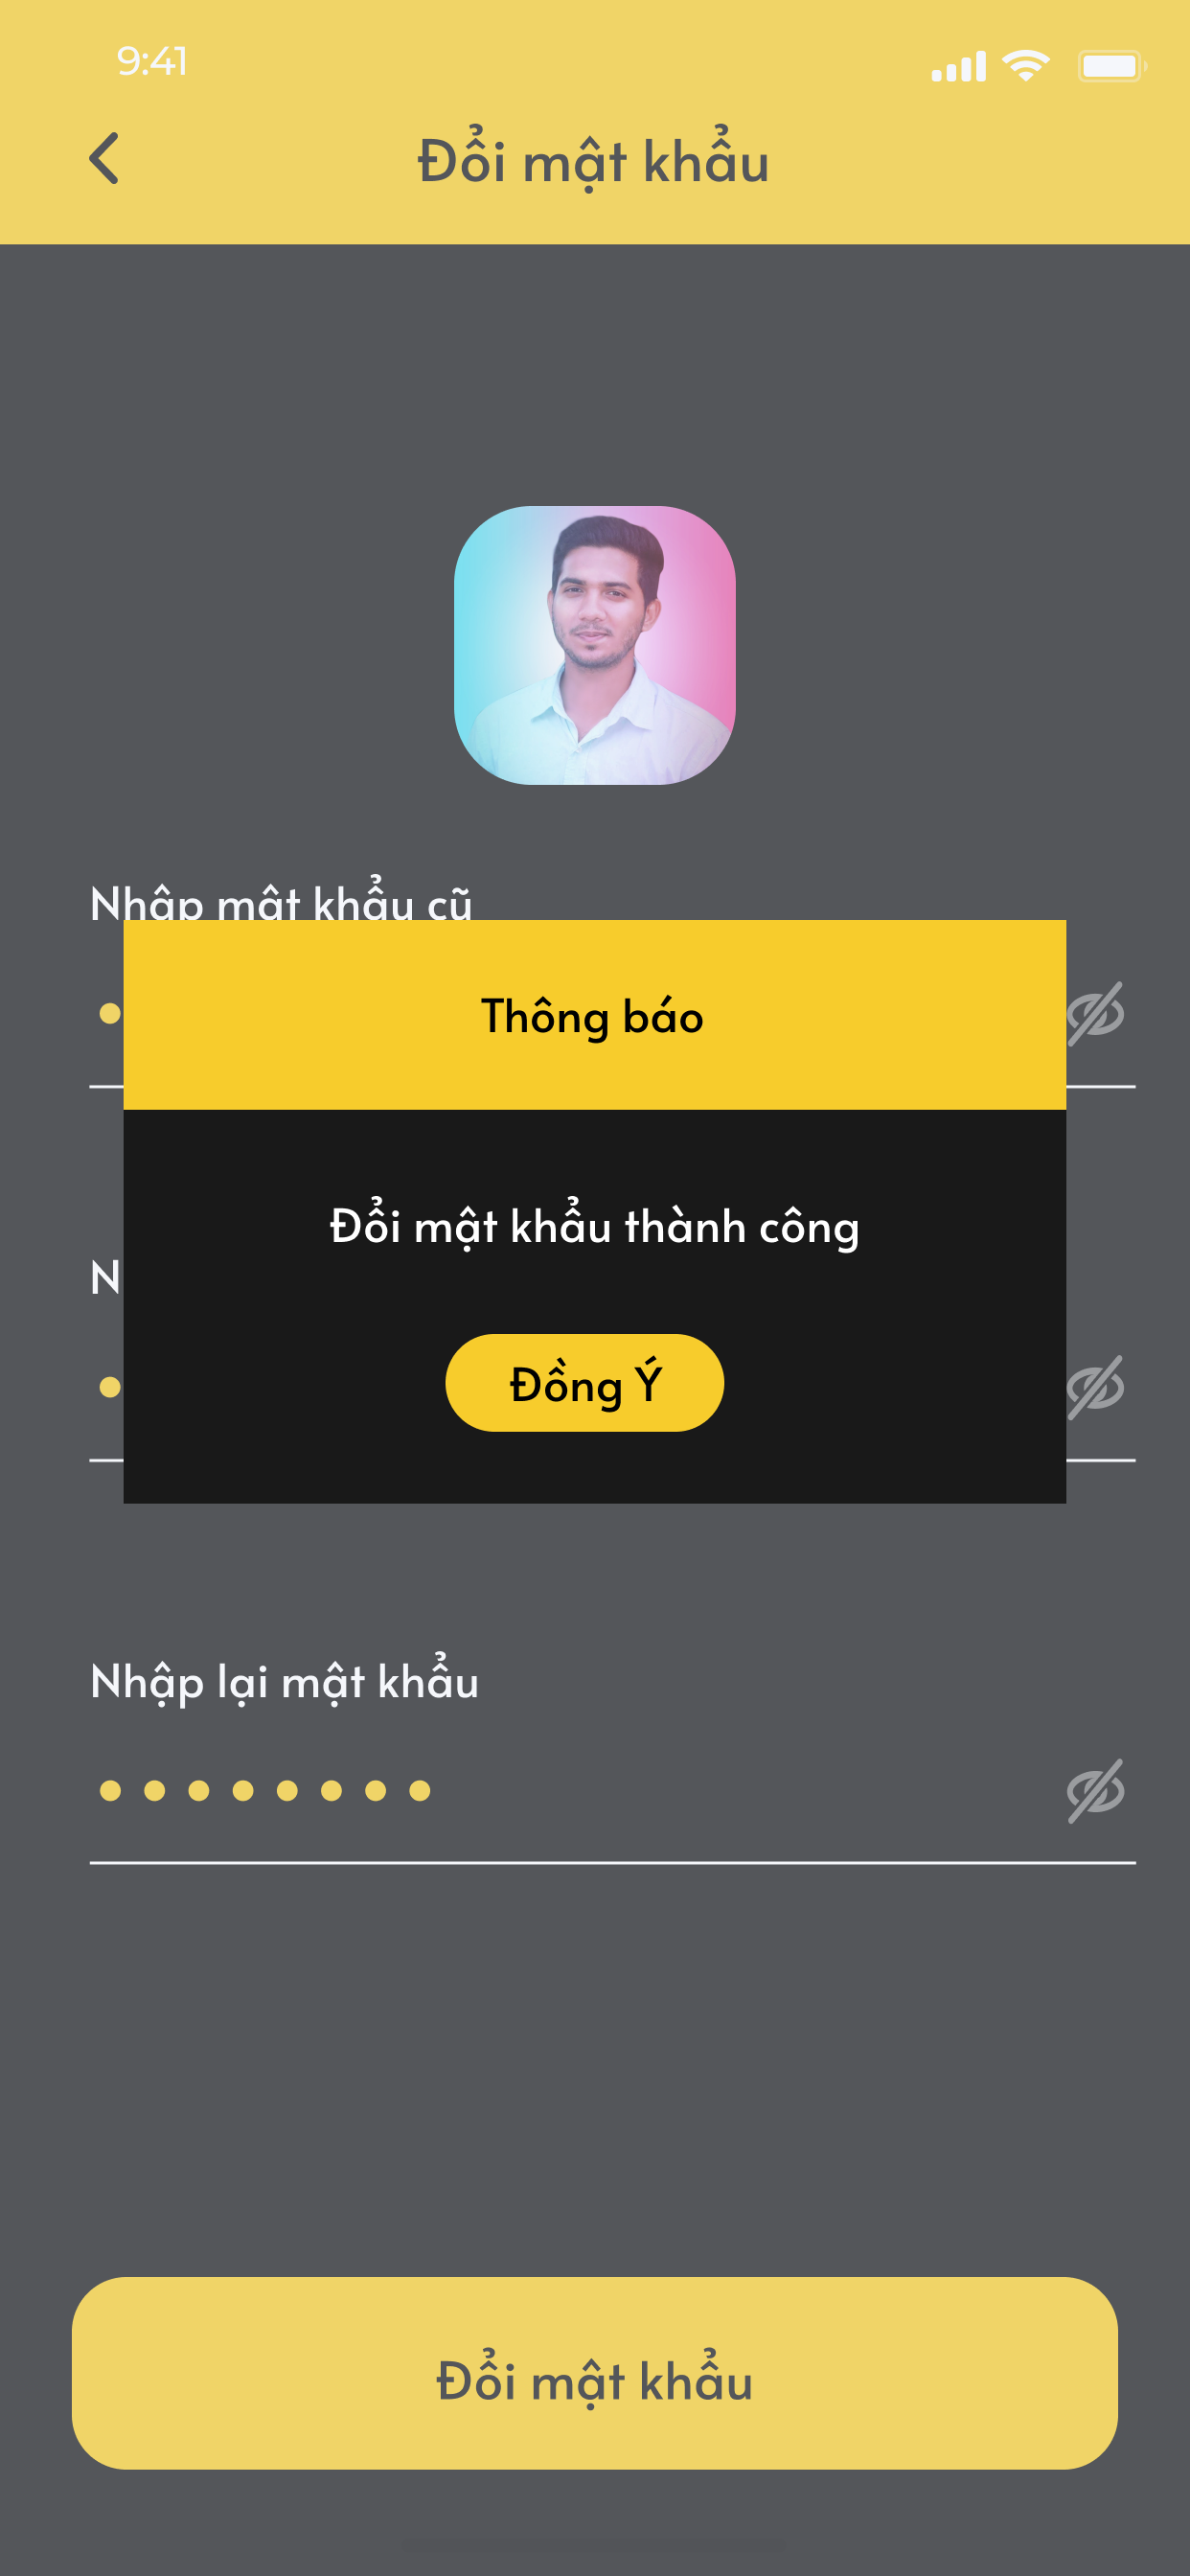 9:41
Đổi mật khẩu
Nhập mật khẩu cũ
Thông báo
Đổi mật khẩu thành công
N
Đồng Ý
Nhập lại mật khẩu
Đổi mật khẩu